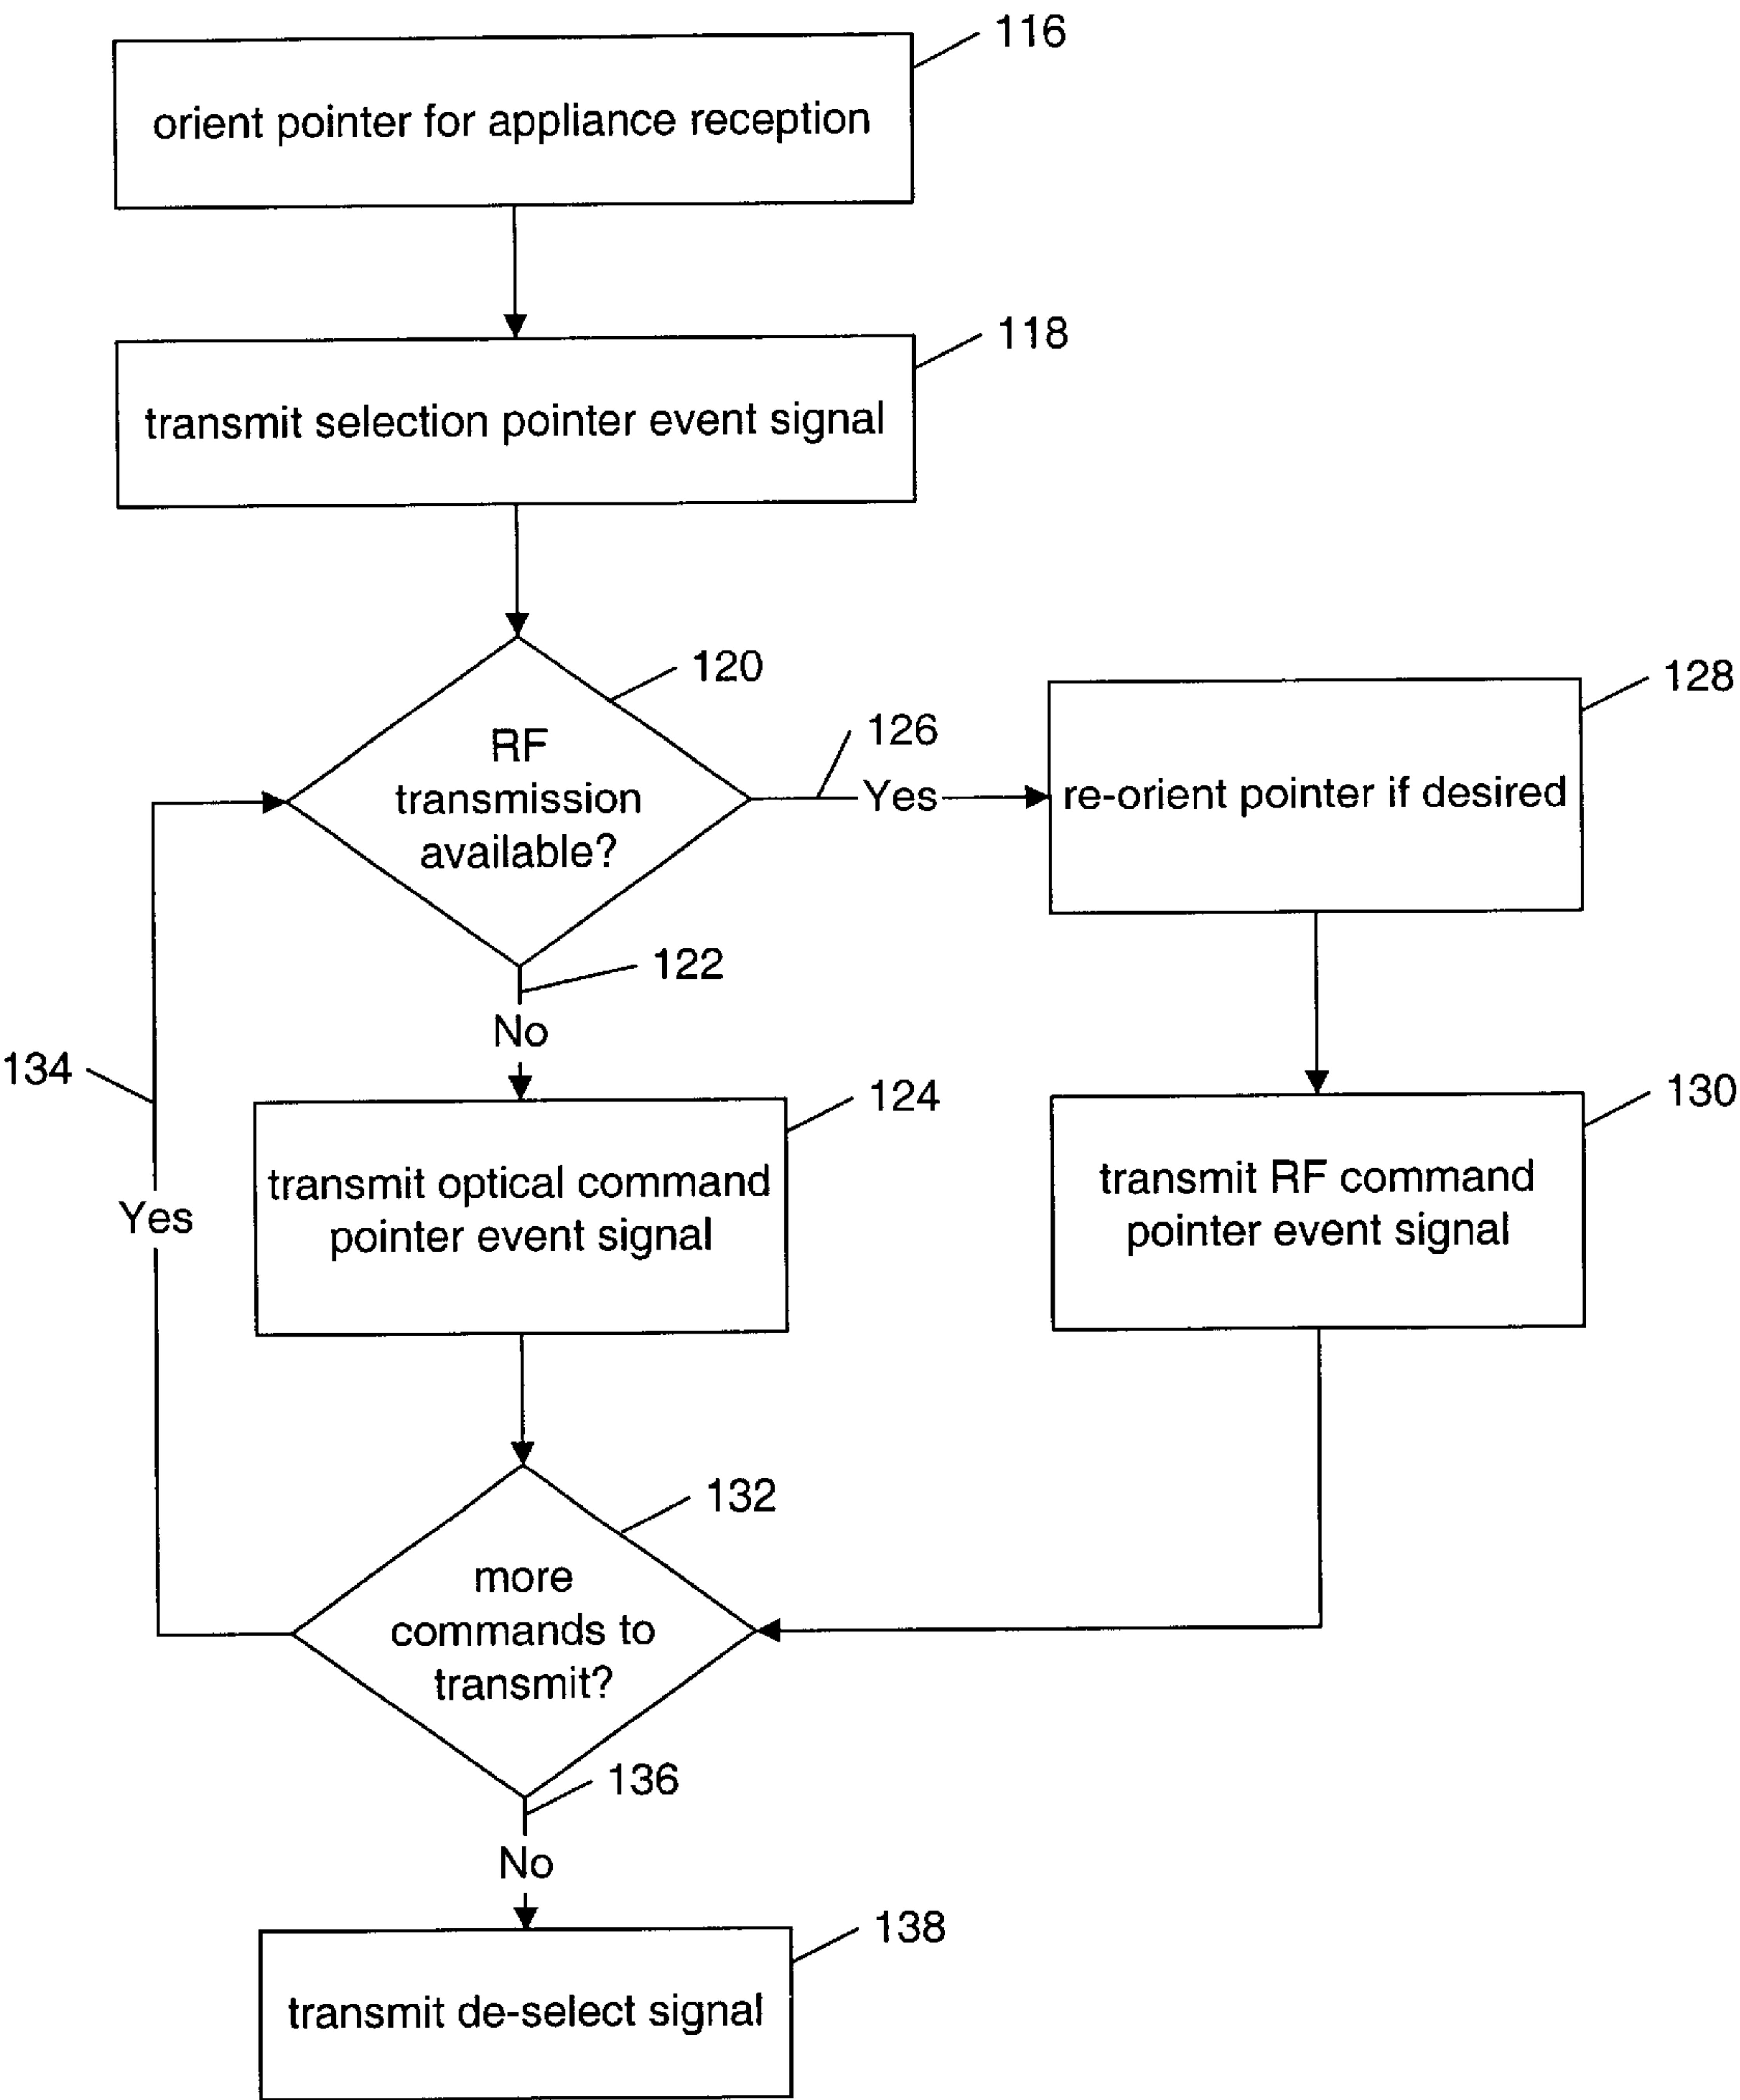 116
orient pointer for appliance reception
118
transmit selection pointer event signal
120
RF
transmission
available?
126
Yes
128
re-orient pointer if desired
122
No
134
Yes
124
transmit optical command
pointer event signal
130
transmit RF command
pointer event signal
132
more
commands to
transmit?
136
No
138
transmit de-select signal